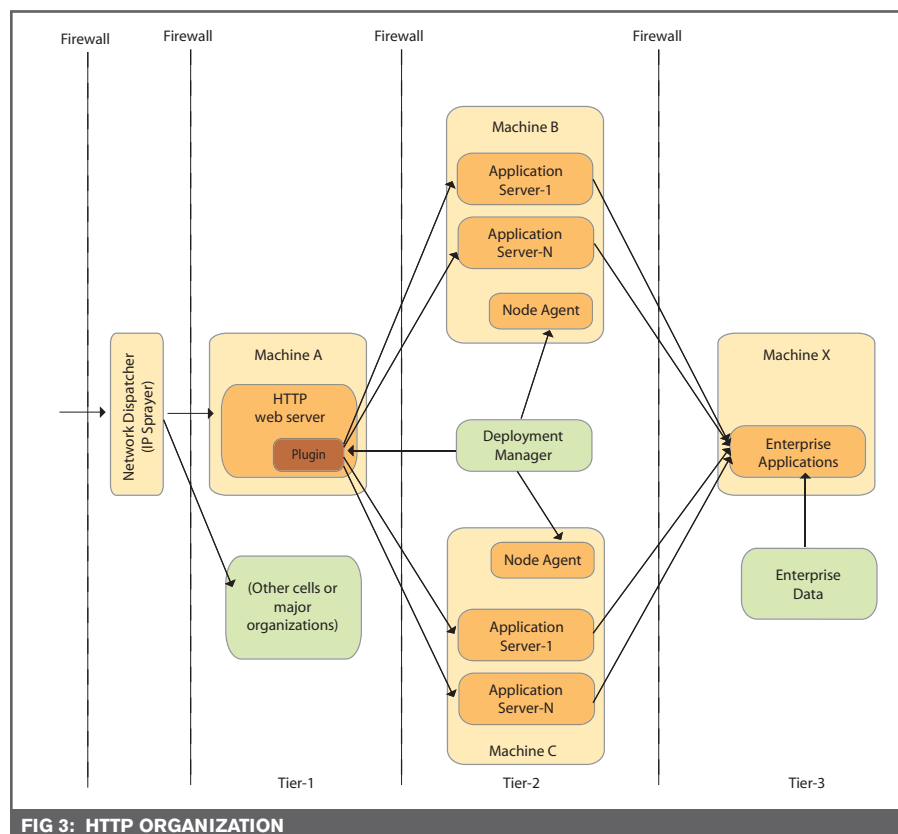 Firewall
Firewall
Firewall
Firewall
Network Dispatcher
(IP Sprayer)
Machine A
HTTP
web server
Plugin
(Other cells or
major
organizations)
Machine B
Application
Server-1
Application
Server-N
Node Agent
Deployment
Manager
Node Agent
Application
Server-1
Application
Server-N
Machine C
Machine X
Enterprise
Applications
Enterprise
Data
Tier-1
Tier-2
Tier-3
FIG 3: HTTP ORGANIZATION